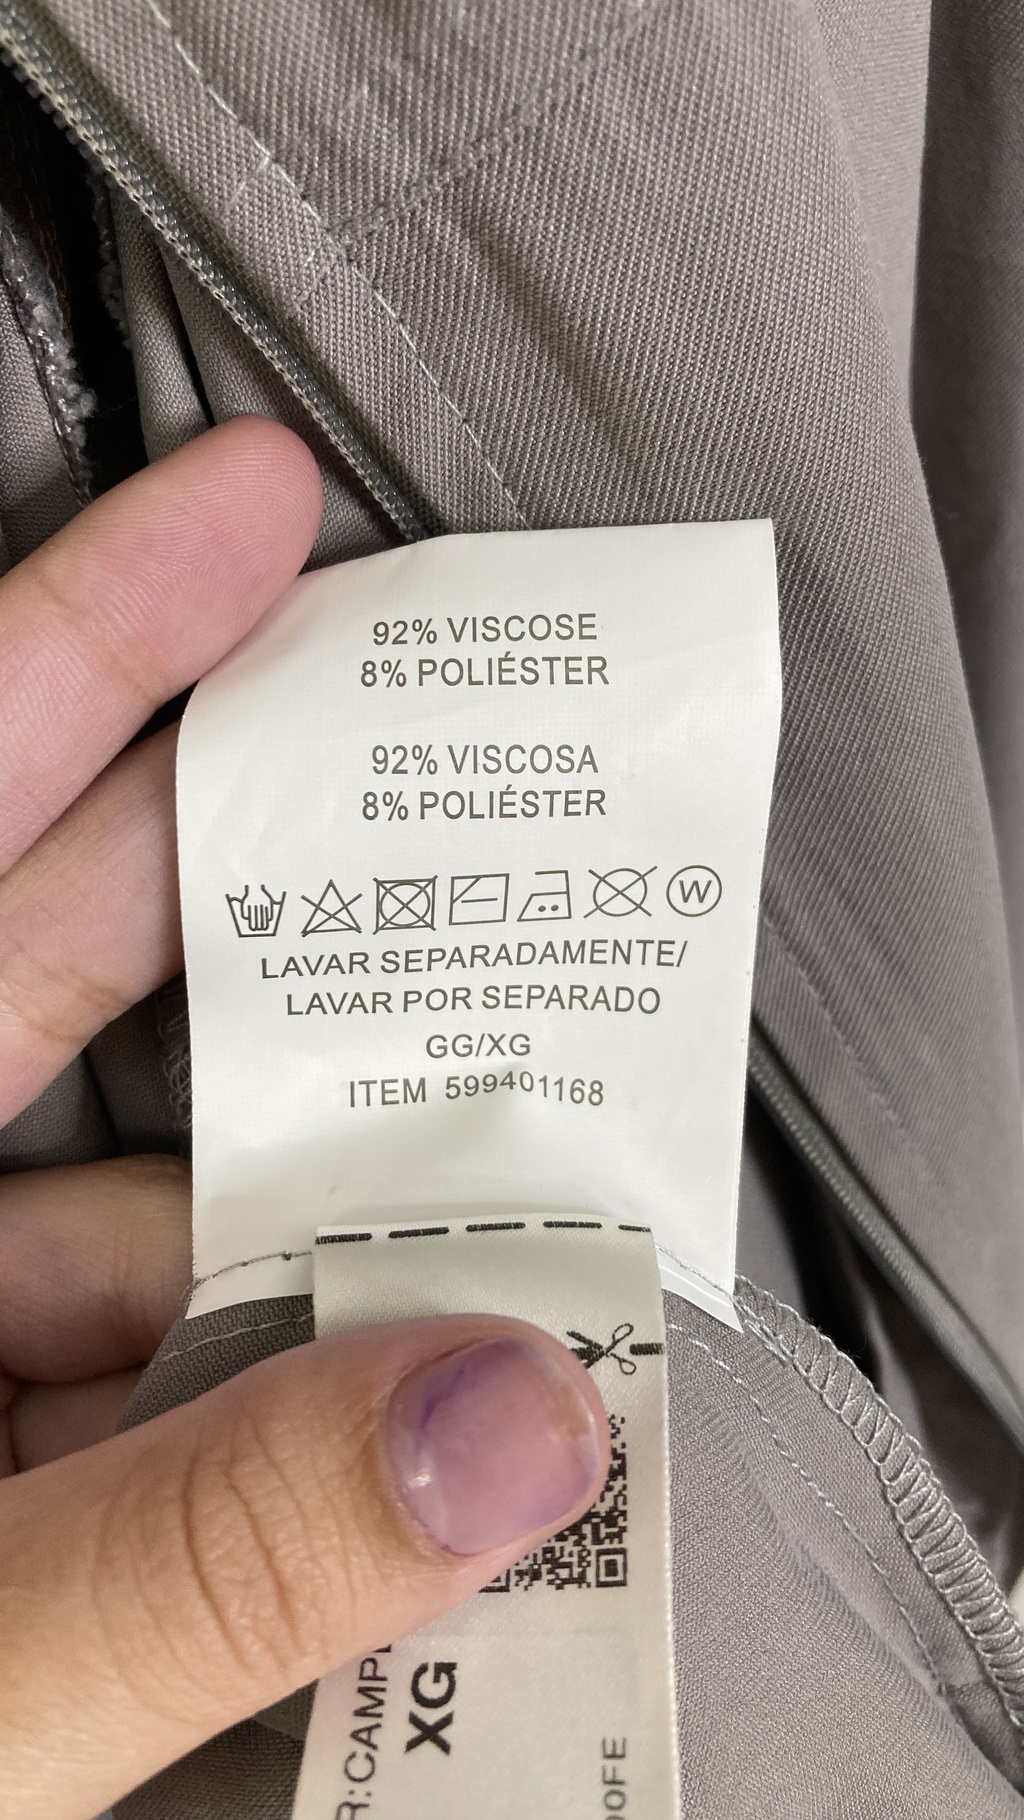 92% VISCOSE
8% POLIÉSTER
92% VISCOSA
8% POLIÉSTER
W
LAVAR SEPARADAMENTE/
LAVAR POR SEPARADO
GG/XG
ITEM 599401168
XG